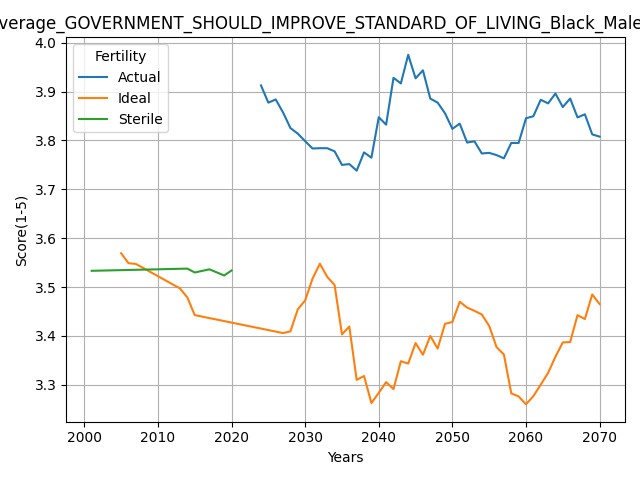 verage_GOVERNMENT_SHOULD_IMPROVE_STANDARD_OF_LIVING_Black_Male
Fertility
Actual
Ideal
Sterile
Score(1-5)
4.0
3.9
3.8
3.7
3.6
3.5
3.4
3.3
2000 2010 2020 2030 2040 2050 2060 2070
Years